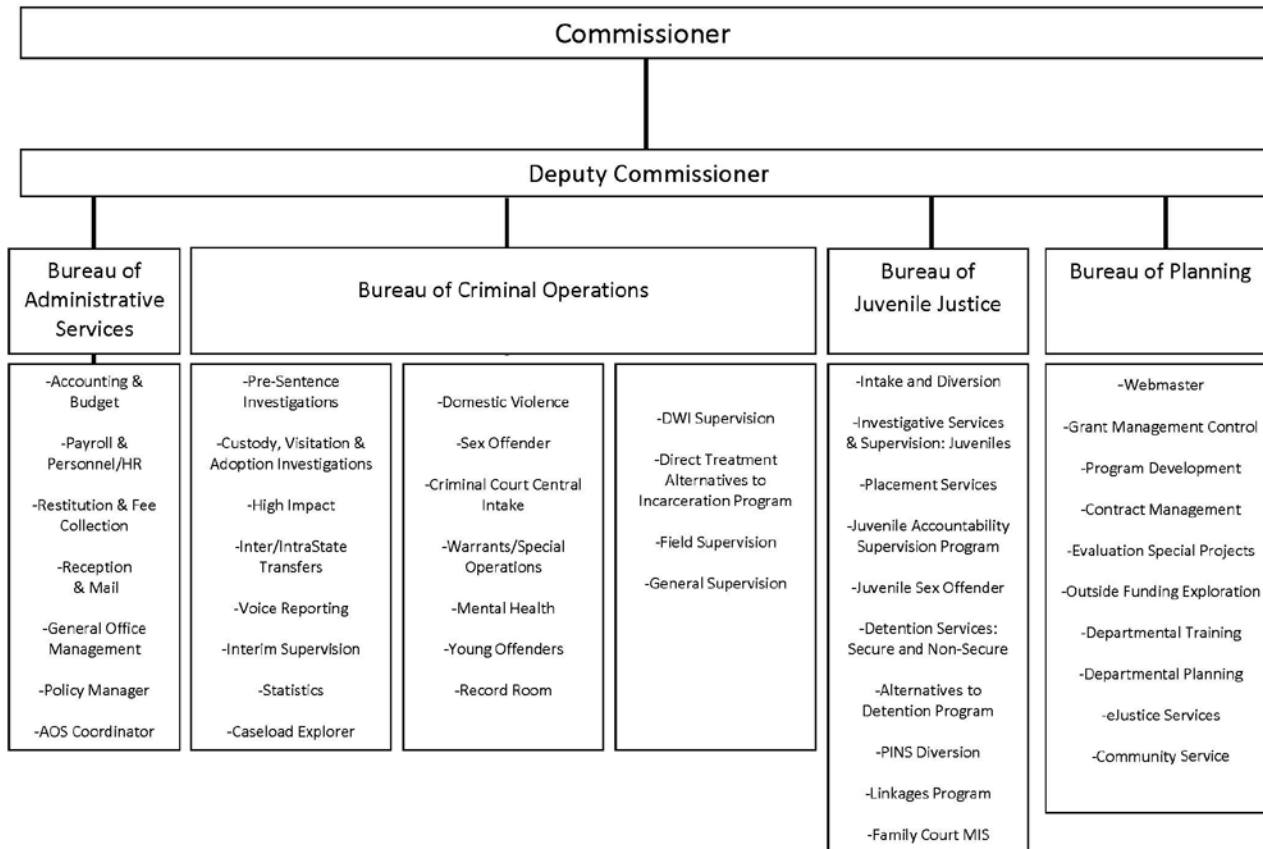 Commissioner
Deputy Commissioner
Bureau of
Administrative
Services
Bureau of Criminal Operations
Bureau of
Juvenile Justice
Bureau of Planning
-Accounting &
Budget
-Payroll &
Personnel/HR
-Restitution & Fee
Collection
-Reception
& Mail
-General Office
Management
-Policy Manager
-AOS Coordinator
-Pre-Sentence
Investigations
-Custody, Visitation &
Adoption Investigations
-High Impact
-Inter/IntraState
Transfers
-Voice Reporting
-Interim Supervision
-Statistics
-Caseload Explorer
-Domestic Violence
-Sex Offender
-Criminal Court Central
Intake
-Warrants/Special
Operations
-Mental Health
-Young Offenders
-Record Room
-DWI Supervision
-Direct Treatment
Alternatives to
Incarceration Program
-Field Supervision
-General Supervision
-Intake and Diversion
-Investigative Services
& Supervision: Juveniles
-Placement Services
-Juvenile Accountability
Supervision Program
-Juvenile Sex Offender
-Detention Services:
Secure and Non-Secure
-Alternatives to
Detention Program
-PINS Diversion
-Linkages Program
-Family Court MIS
-Webmaster
-Grant Management Control
-Program Development
-Contract Management
-Evaluation Special Projects
-Outside Funding Exploration
-Departmental Training
-Departmental Planning
-eJustice Services
-Community Service